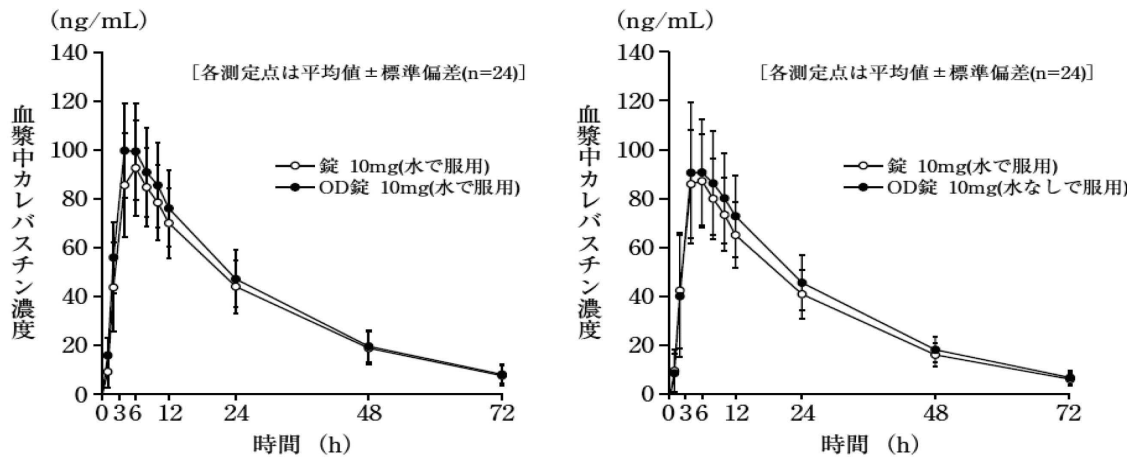 (ng/mL)
140
120
100
80
60
40
20
0
血漿中カレバスチン濃度
[各測定点は平均値±標準偏差(n=24)]
錠 10mg(水で服用)
OD錠 10mg(水で服用)
0 3 6 12 24 48 72
時間 (h)
(ng/mL)
140
120
100
80
60
40
20
0
血漿中カレバスチン濃度
[各測定点は平均値±標準偏差(n=24)]
錠 10mg(水で服用)
OD錠 10mg(水なしで服用)
0 3 6 12 24 48 72
時間 (h)